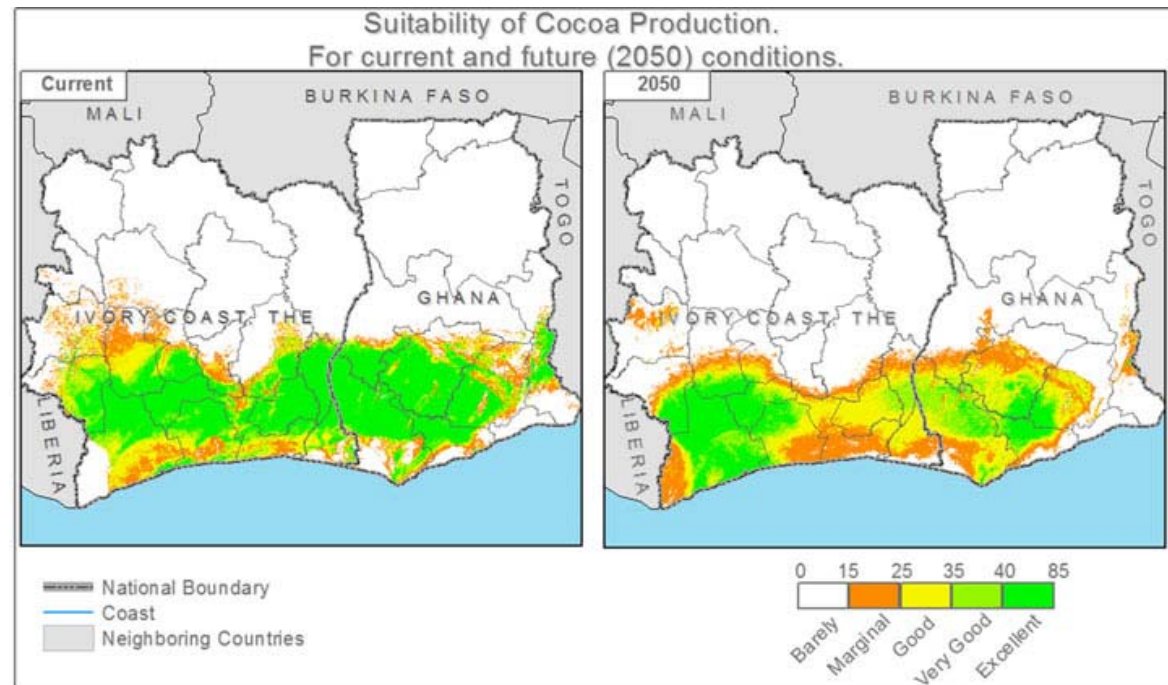 Suitability of Cocoa Production.
For current and future (2050) conditions.
Current
MALI
BURKINA FASO
TOGO
GHANA
IVORY COAST, THE
LIBERIA
2050
MALI
BURKINA FASO
TOGO
GHANA
IVORY COAST, THE
LIBERIA
National Boundary
Coast
Neighboring Countries
0 15 25 35 40 85
Barely Marginal Good Very Good Excellent